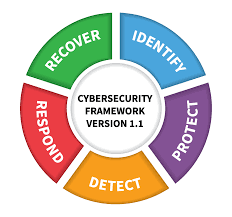 RECOVER
IDENTIFY
CYBERSECURITY
FRAMEWORK
VERSION 1.1
RESPOND
PROTECT
DETECT